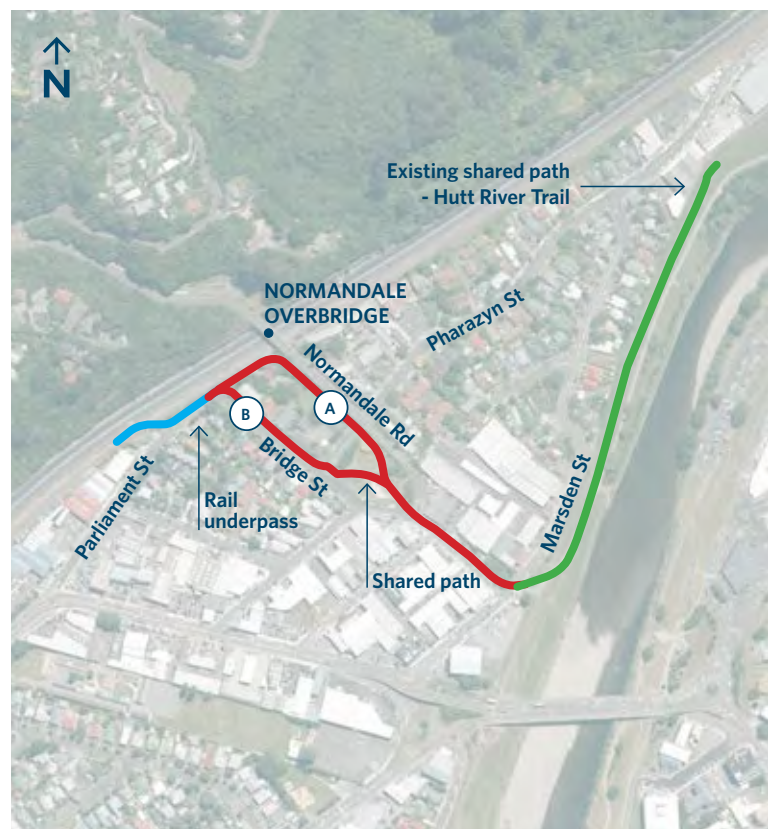 N
Existing shared path
- Hutt River Trail
NORMANDALE
OVERBRIDGE
Pharazyn St
Normandale Rd
A
B
Bridge St
Marsden St
Parliament St
Rail
underpass
Shared path